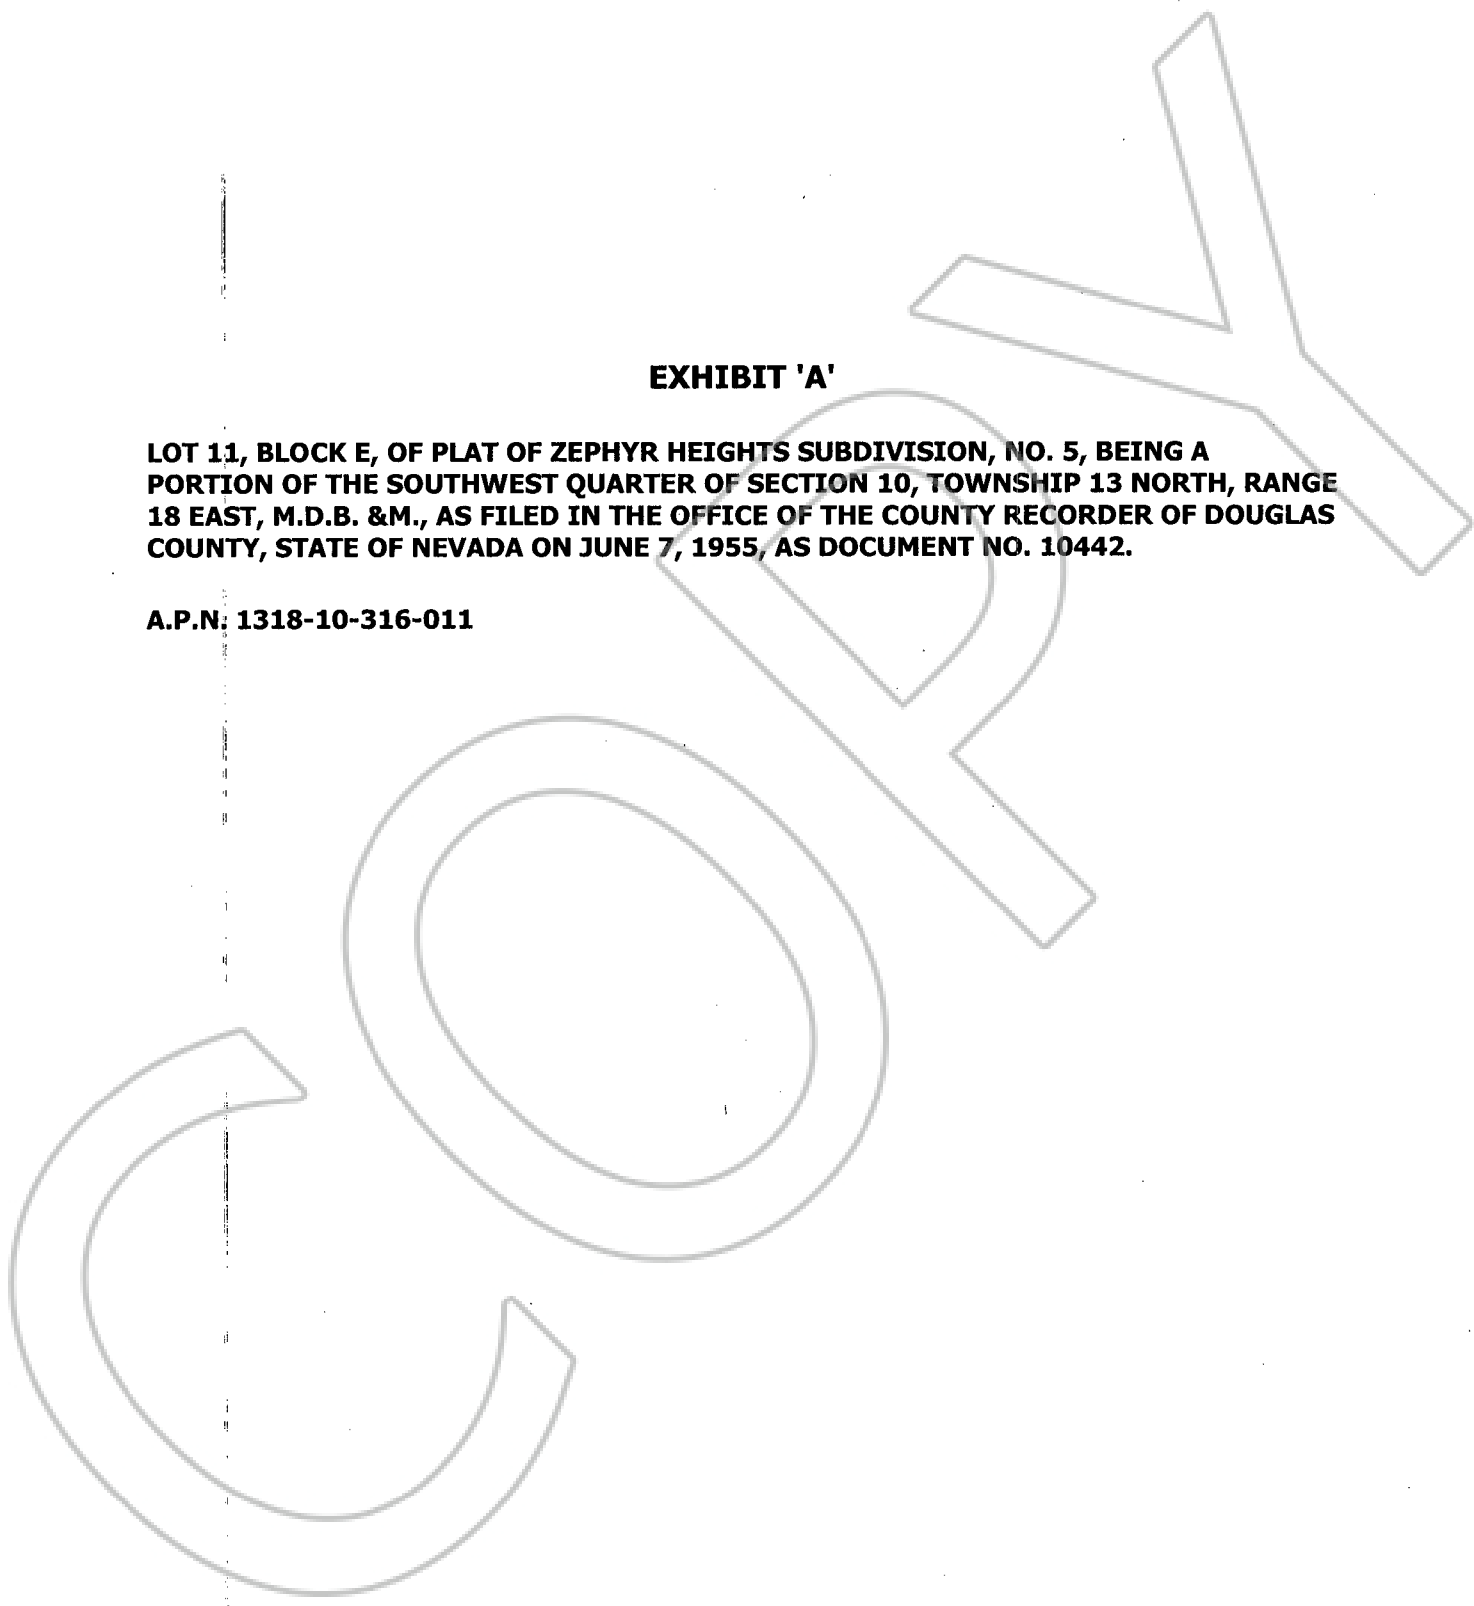 EXHIBIT 'A'
LOT 11, BLOCK E, OF PLAT OF ZEPHYR HEIGHTS SUBDIVISION, NO. 5, BEING A
PORTION OF THE SOUTHWEST QUARTER OF SECTION 10, TOWNSHIP 13 NORTH, RANGE
18 EAST, M.D.B. &M., AS FILED IN THE OFFICE OF THE COUNTY RECORDER OF DOUGLAS
COUNTY, STATE OF NEVADA ON JUNE 7, 1955, AS DOCUMENT NO. 10442.
A.P.N. 1318-10-316-011
COPY